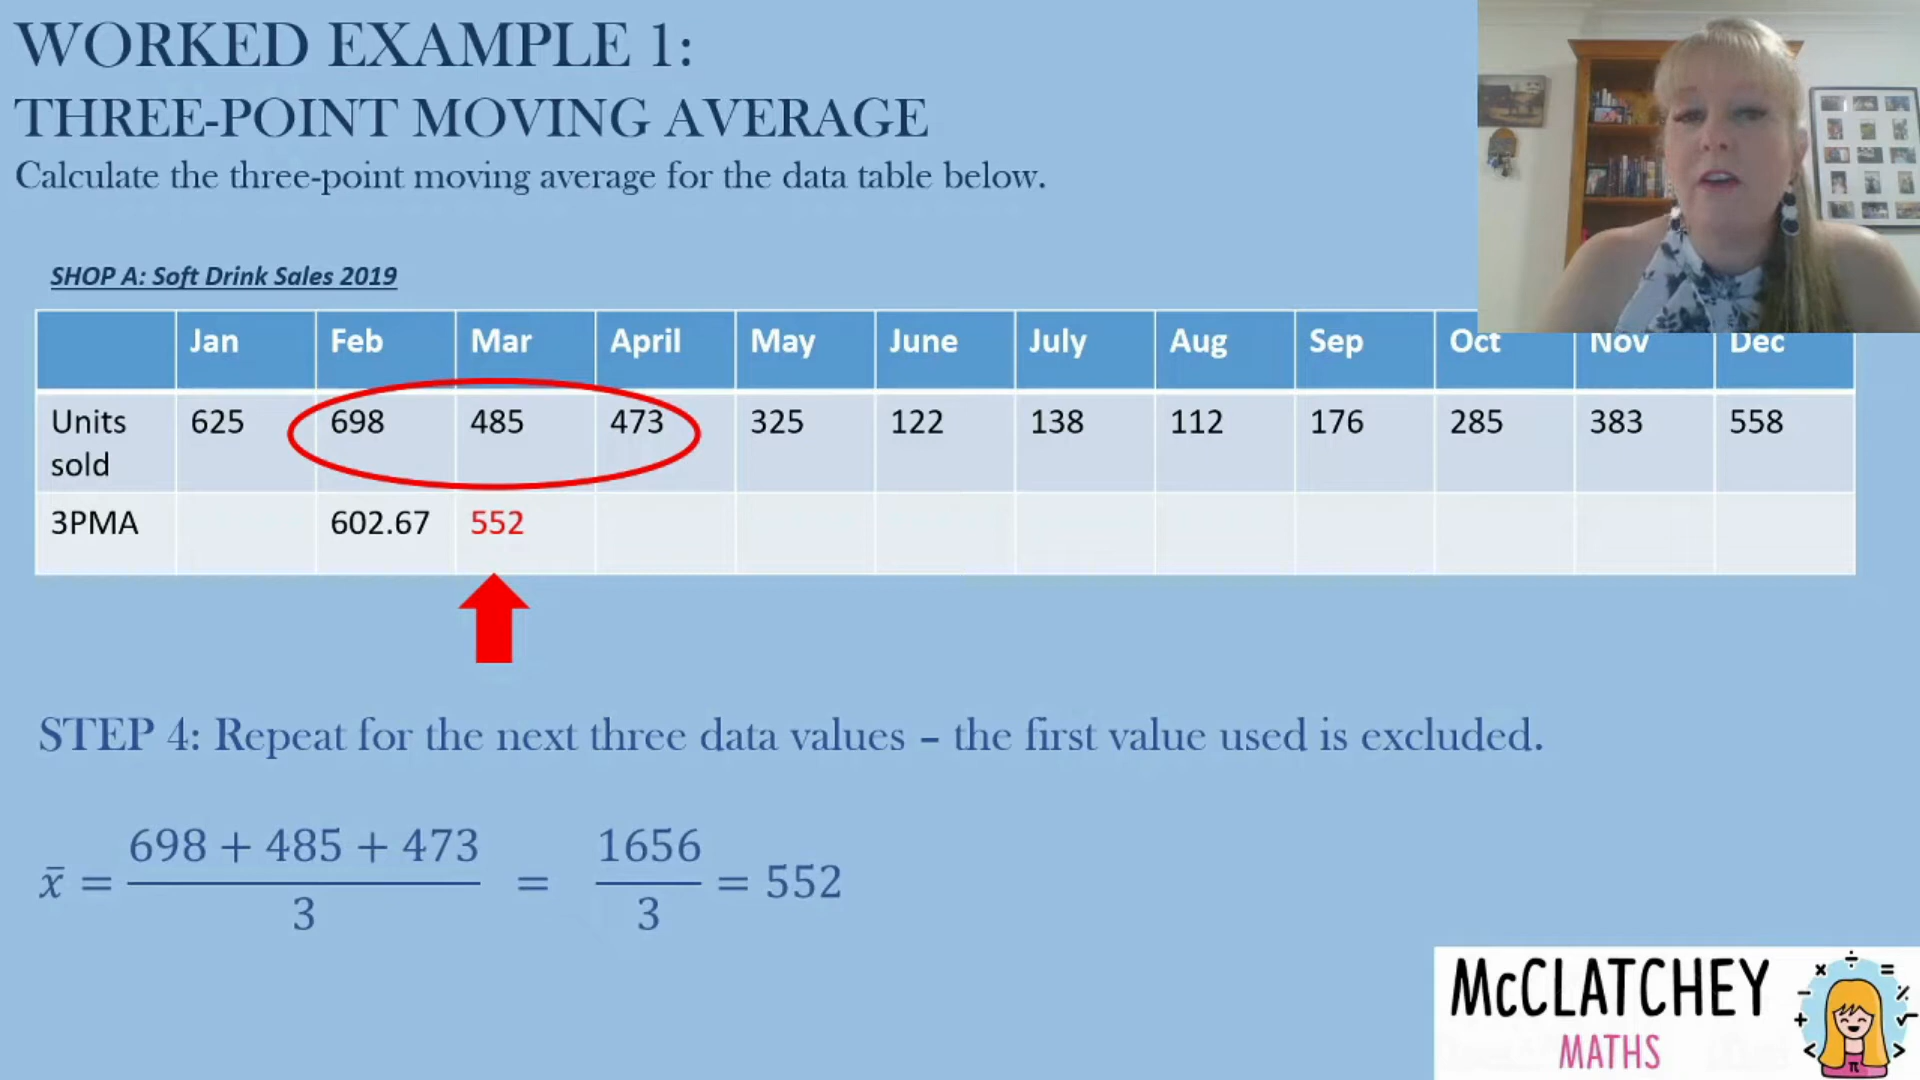 WORKED EXAMPLE 1:
THREE-POINT MOVING AVERAGE
Calculate the three-point moving average for the data table below.
SHOP A: Soft Drink Sales 2019
Jan Feb Mar April May June July Aug Sep Oct Nov Dec
Units sold 625 698 485 473 325 122 138 112 176 285 383 558
3PMA 602.67 552
STEP 4: Repeat for the next three data values – the first value used is excluded.
x̄ = (698 + 485 + 473)/3 = 1656/3 = 552
McCLATCHEY
MATHS